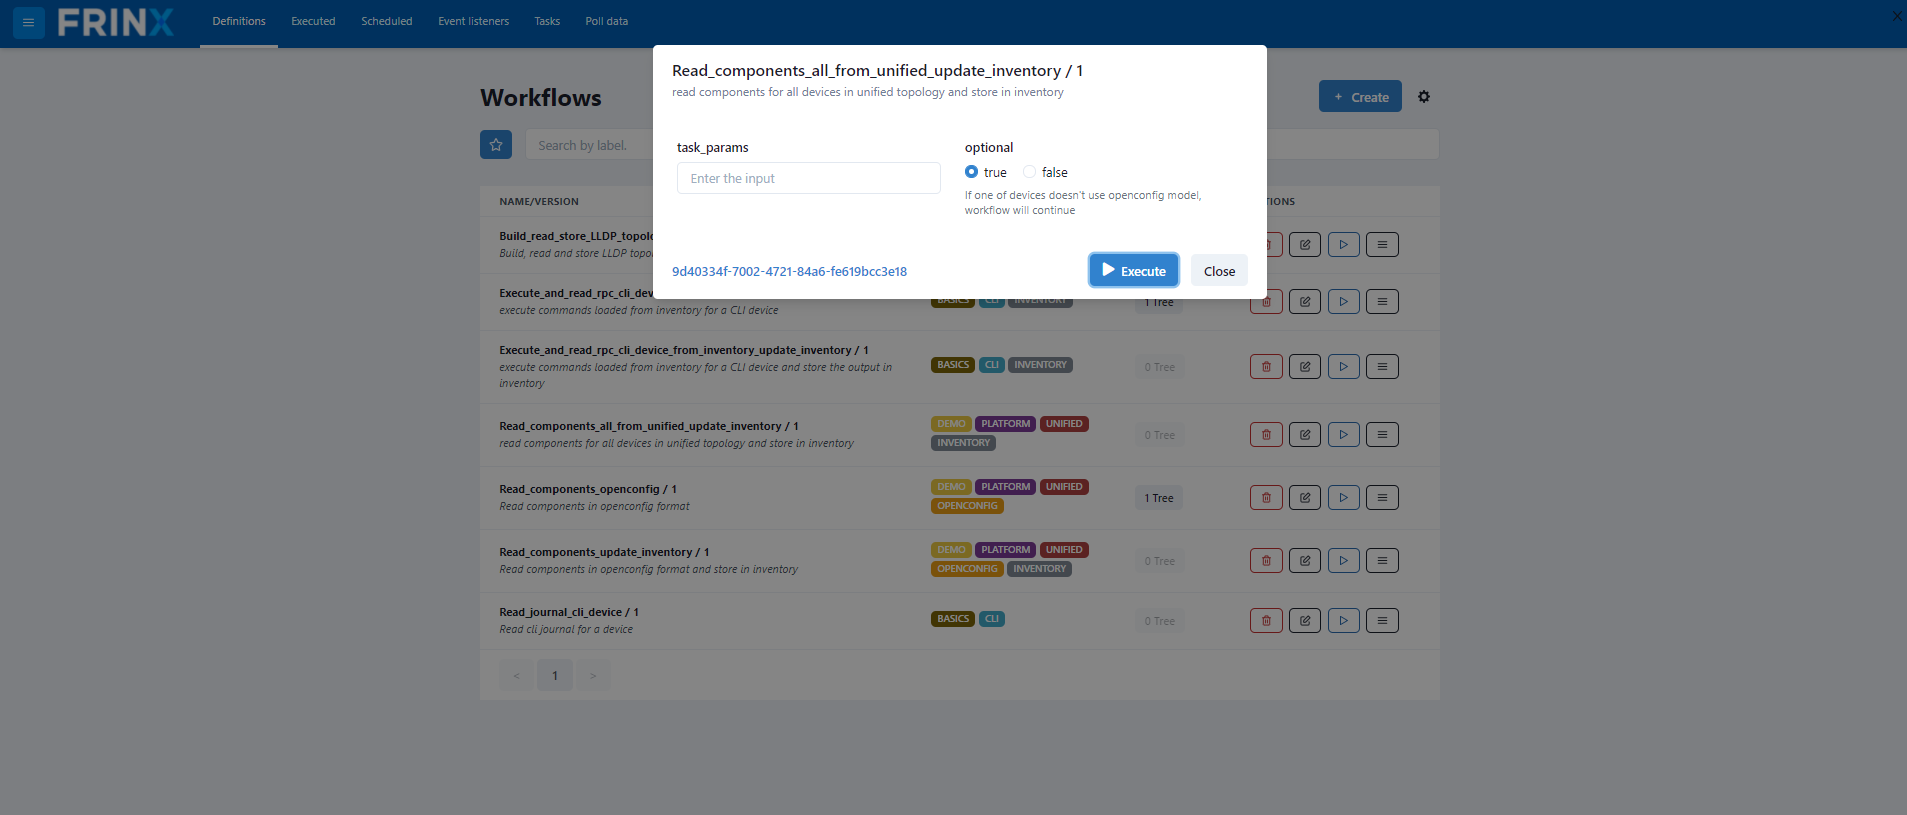 FRINX
Definitions
Executed
Scheduled
Event listeners
Tasks
Poll data
Read_components_all_from_unified_update_inventory / 1
read components for all devices in unified topology and store in inventory
task_params
Enter the input
optional
true
false
If one of devices doesn't use openconfig model,
workflow will continue
9d40334f-7002-4721-84a6-fe619bcc3e18
Execute
Close
Workflows
+ Create
Search by label.
NAME/VERSION
Build_read_store_LLDP_topolo
Build, read and store LLDP topo
Execute_and_read_rpc_cli_dev
execute commands loaded from inventory for a CLI device
BASICS CLI INVENTORY
1 Tree
Execute_and_read_rpc_cli_device_from_inventory_update_inventory / 1
execute commands loaded from inventory for a CLI device and store the output in
inventory
BASICS CLI INVENTORY
0 Tree
Read_components_all_from_unified_update_inventory / 1
read components for all devices in unified topology and store in inventory
DEMO PLATFORM UNIFIED
INVENTORY
0 Tree
Read_components_openconfig / 1
Read components in openconfig format
DEMO PLATFORM UNIFIED
OPENCONFIG
1 Tree
Read_components_update_inventory / 1
Read components in openconfig format and store in inventory
DEMO PLATFORM UNIFIED
OPENCONFIG INVENTORY
0 Tree
Read_journal_cli_device / 1
Read cli journal for a device
BASICS CLI
0 Tree
< 1 >